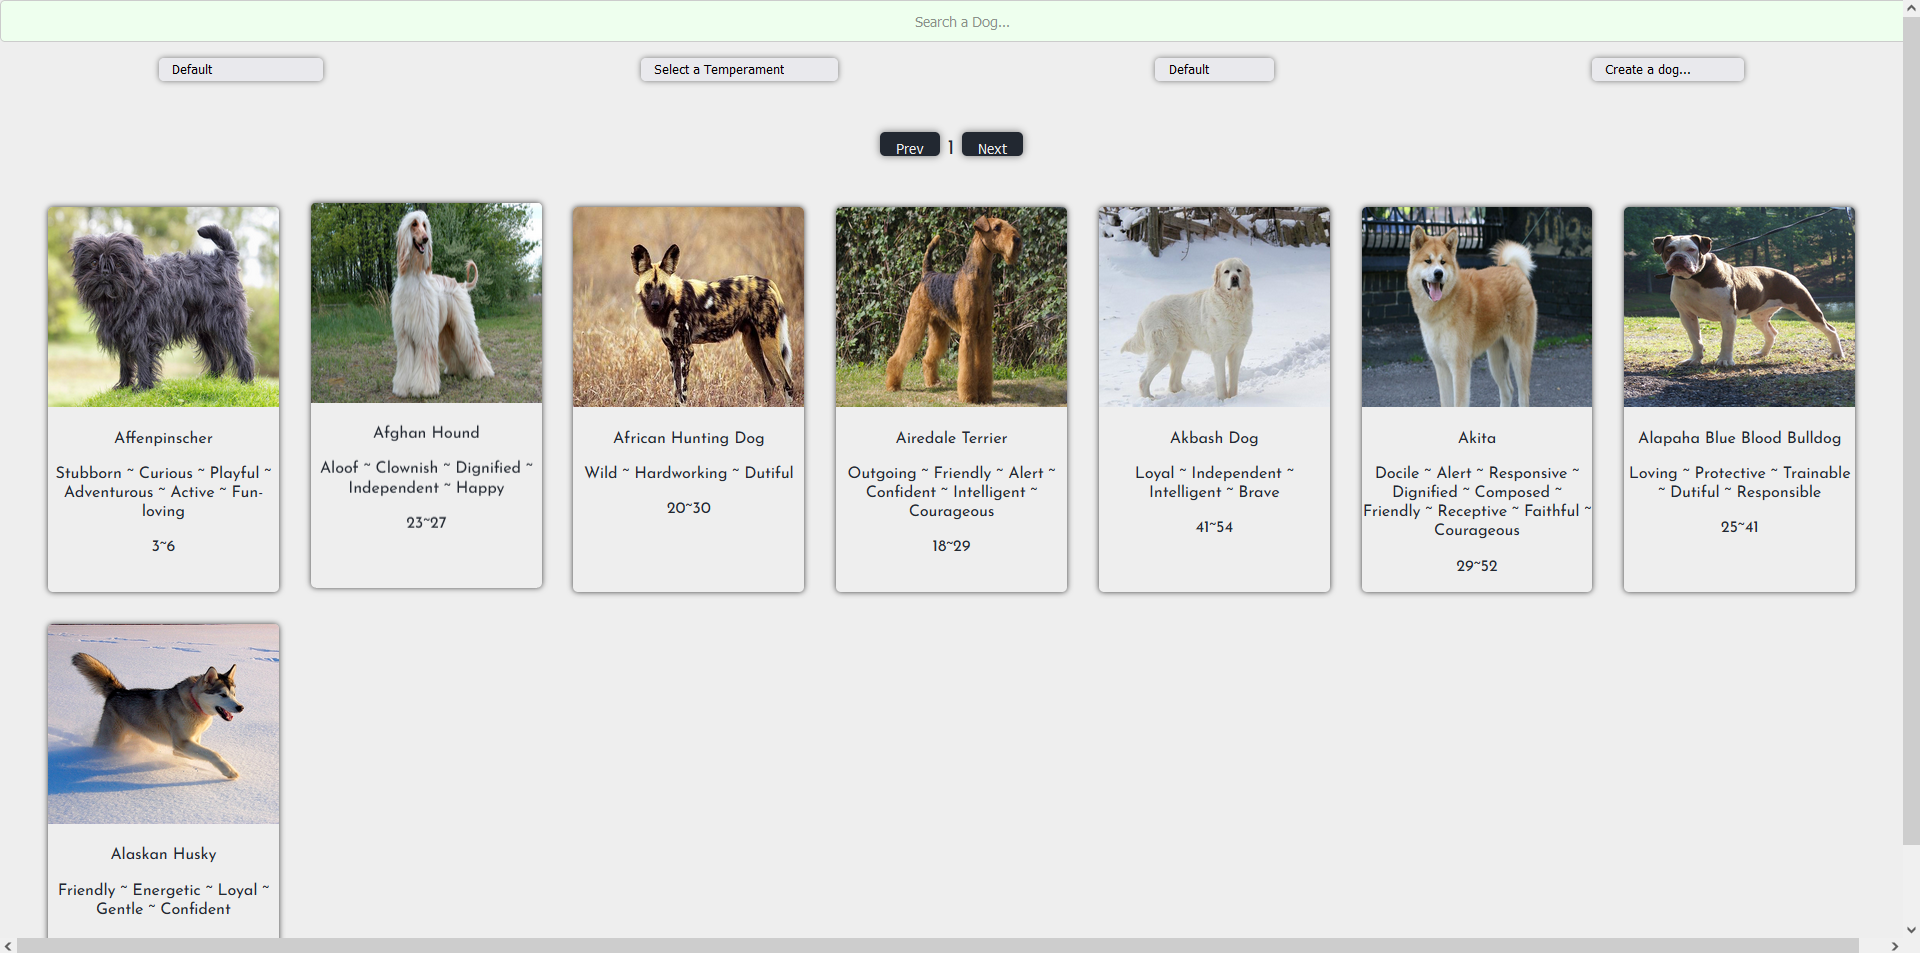 Search a Dog...
Default
Select a Temperament
Default
Create a dog...
Prev 1 Next
Affenpinscher
Stubborn ~ Curious ~ Playful ~
Adventurous ~ Active ~ Fun-
loving
3~6
Afghan Hound
Aloof ~ Clownish ~ Dignified ~
Independent ~ Happy
23~27
African Hunting Dog
Wild ~ Hardworking ~ Dutiful
20~30
Airedale Terrier
Outgoing ~ Friendly ~ Alert ~
Confident ~ Intelligent ~
Courageous
18~29
Akbash Dog
Loyal ~ Independent ~
Intelligent ~ Brave
41~54
Akita
Docile ~ Alert ~ Responsive ~
Dignified ~ Composed ~
Friendly ~ Receptive ~ Faithful ~
Courageous
29~52
Alapaha Blue Blood Bulldog
Loving ~ Protective ~ Trainable
~ Dutiful ~ Responsible
25~41
Alaskan Husky
Friendly ~ Energetic ~ Loyal ~
Gentle ~ Confident